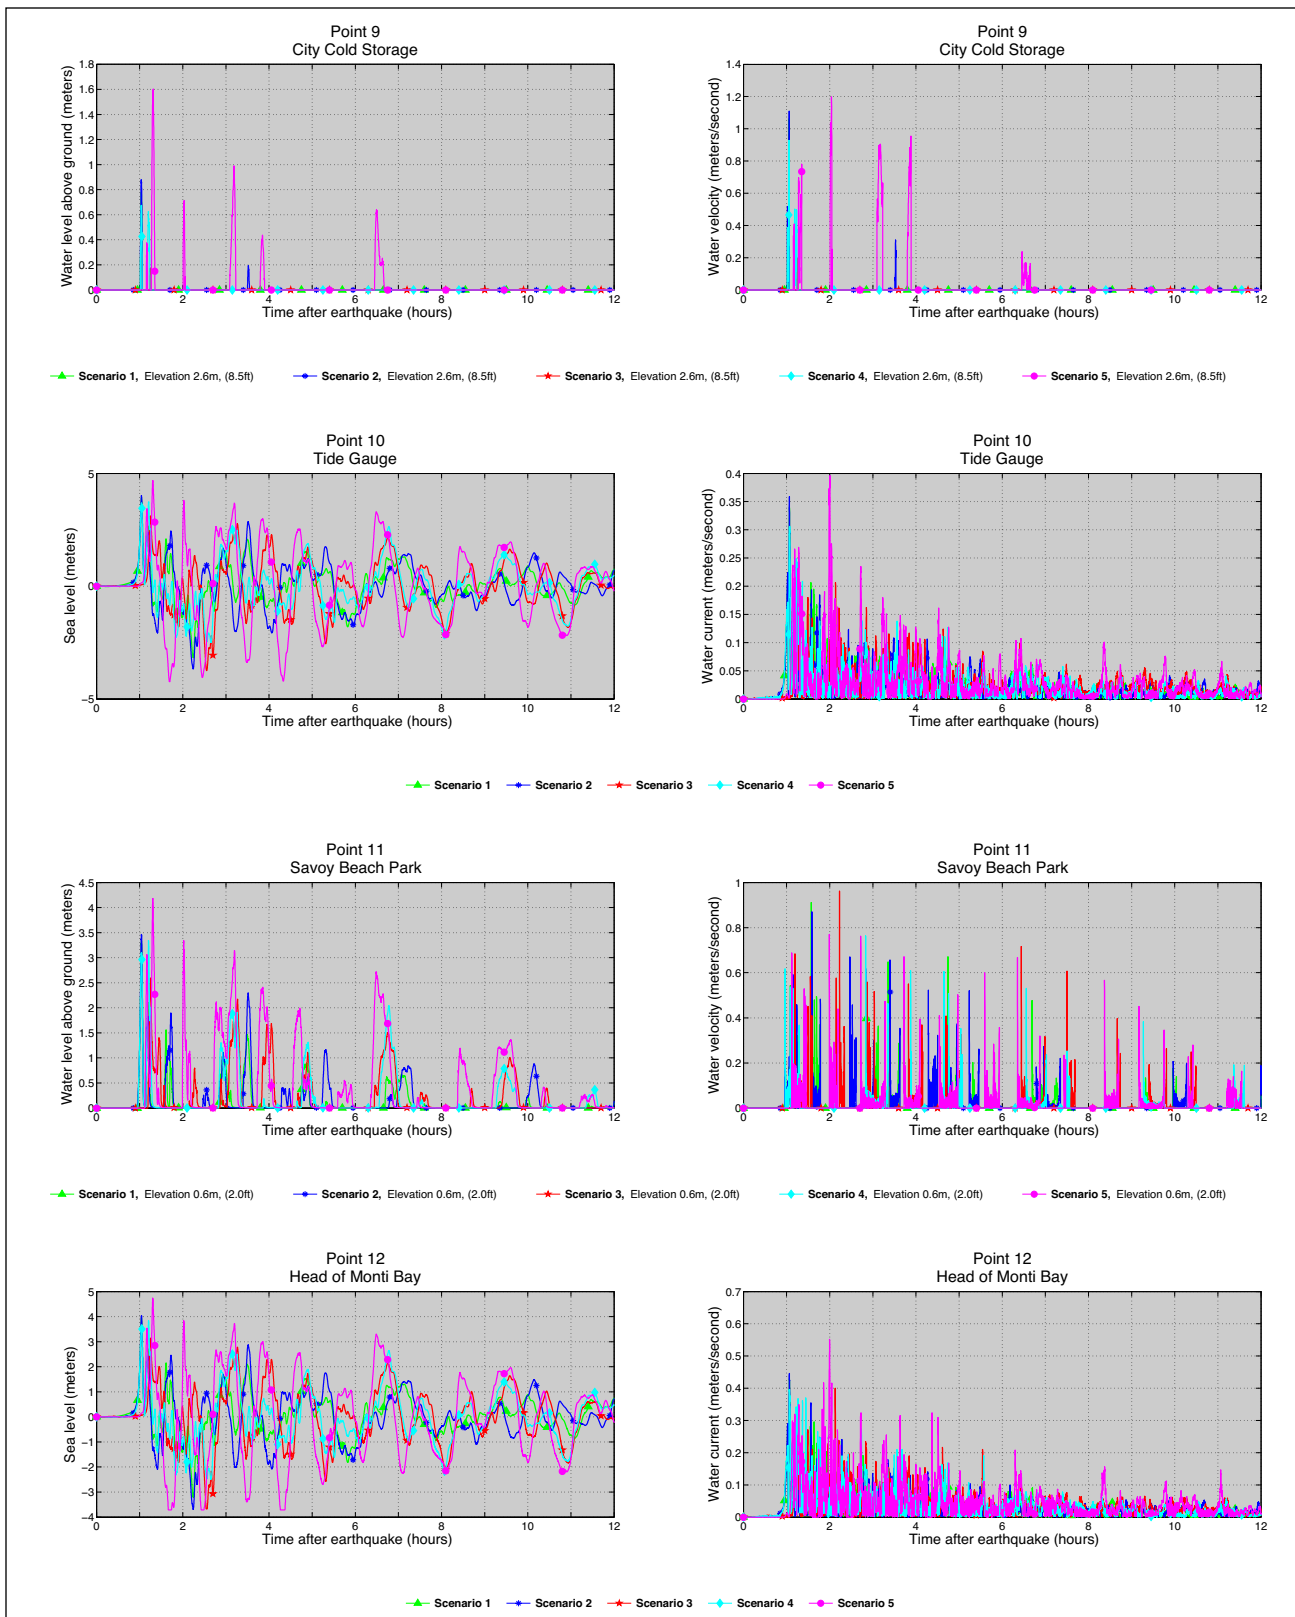 Point 9
City Cold Storage
Water level above ground (meters)
1.8
1.6
1.4
1.2
1
0.8
0.6
0.4
0.2
0
0 2 4 6 8 10 12
Time after earthquake (hours)
Point 9
City Cold Storage
Water velocity (meters/second)
1.4
1.2
1
0.8
0.6
0.4
0.2
0
0 2 4 6 8 10 12
Time after earthquake (hours)
Scenario 1, Elevation 2.6m, (8.5ft) Scenario 2, Elevation 2.6m, (8.5ft) Scenario 3, Elevation 2.6m, (8.5ft) Scenario 4, Elevation 2.6m, (8.5ft) Scenario 5, Elevation 2.6m, (8.5ft)
Point 10
Tide Gauge
Sea level (meters)
5
0
−5
0 2 4 6 8 10 12
Time after earthquake (hours)
Point 10
Tide Gauge
Water current (meters/second)
0.4
0.35
0.3
0.25
0.2
0.15
0.1
0.05
0
0 2 4 6 8 10 12
Time after earthquake (hours)
Scenario 1 Scenario 2 Scenario 3 Scenario 4 Scenario 5
Point 11
Savoy Beach Park
Water level above ground (meters)
4.5
4
3.5
3
2.5
2
1.5
1
0.5
0
0 2 4 6 8 10 12
Time after earthquake (hours)
Point 11
Savoy Beach Park
Water velocity (meters/second)
1
0.8
0.6
0.4
0.2
0
0 2 4 6 8 10 12
Time after earthquake (hours)
Scenario 1, Elevation 0.6m, (2.0ft) Scenario 2, Elevation 0.6m, (2.0ft) Scenario 3, Elevation 0.6m, (2.0ft) Scenario 4, Elevation 0.6m, (2.0ft) Scenario 5, Elevation 0.6m, (2.0ft)
Point 12
Head of Monti Bay
Sea level (meters)
5
4
3
2
1
0
−1
−2
−3
−4
0 2 4 6 8 10 12
Time after earthquake (hours)
Point 12
Head of Monti Bay
Water current (meters/second)
0.7
0.6
0.5
0.4
0.3
0.2
0.1
0
0 2 4 6 8 10 12
Time after earthquake (hours)
Scenario 1 Scenario 2 Scenario 3 Scenario 4 Scenario 5